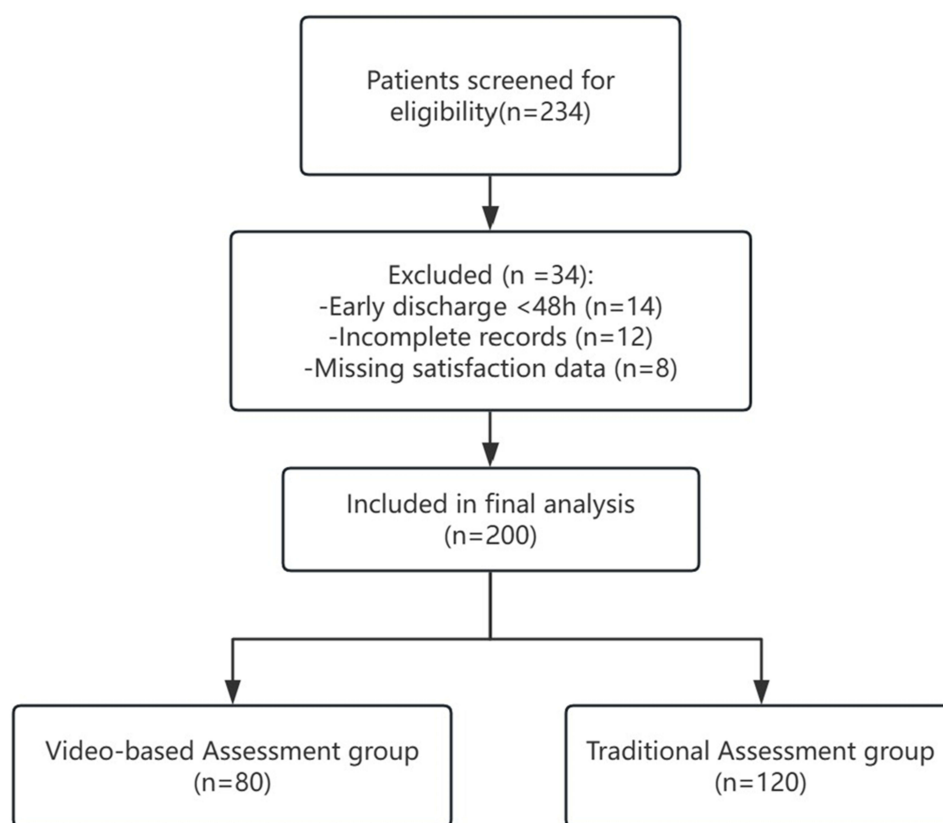 Patients screened for
eligibility(n=234)
Excluded (n =34):
-Early discharge <48h (n=14)
-Incomplete records (n=12)
-Missing satisfaction data (n=8)
Included in final analysis
(n=200)
Video-based Assessment group
(n=80)
Traditional Assessment group
(n=120)